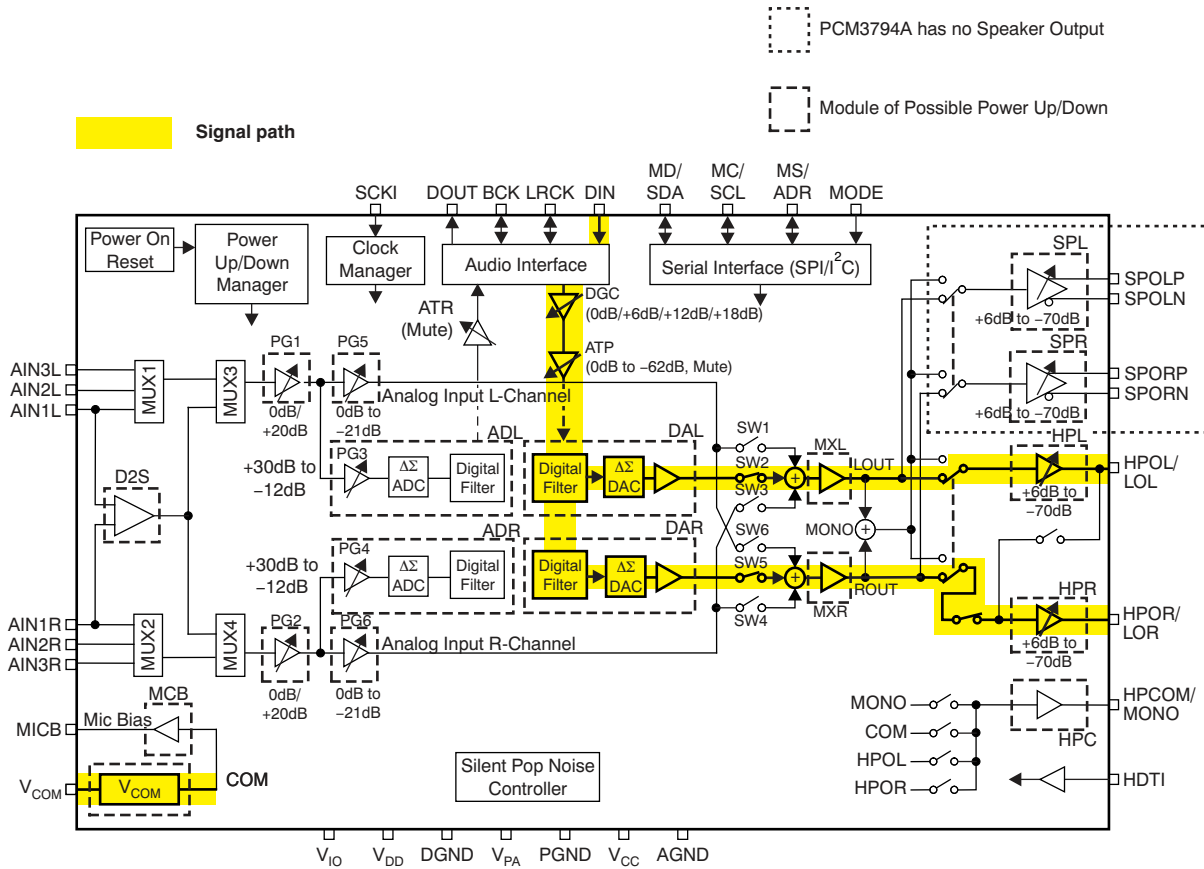 PCM3794A has no Speaker Output
Module of Possible Power Up/Down
Signal path
SCKI
DOUT
BCK
LRCK
DIN
MD/
SDA
MC/
SCL
MS/
ADR
MODE
Power On
Reset
Power
Up/Down
Manager
Clock
Manager
Audio Interface
Serial Interface (SPI/I2C)
SPL
SPOLP
SPOLN
+6dB to −70dB
SPR
SPORP
SPORN
+6dB to −70dB
ATR
(Mute)
DGC
(0dB/+6dB/+12dB/+18dB)
ATP
(0dB to −62dB, Mute)
AIN3L
AIN2L
AIN1L
MUX1
MUX3
PG1
0dB/
+20dB
PG5
0dB to
−21dB
Analog Input L-Channel
ADL
+30dB to
−12dB
PG3
ΔΣ
ADC
Digital
Filter
DAL
Digital
Filter
ΔΣ
DAC
SW1
SW2
SW3
MXL
LOUT
HPL
HPOL/
LOL
+6dB to
−70dB
D2S
ADR
+30dB to
−12dB
PG4
ΔΣ
ADC
Digital
Filter
DAR
Digital
Filter
ΔΣ
DAC
SW6
SW5
SW4
MONO
MXR
ROUT
HPR
HPOR/
LOR
+6dB to
−70dB
AIN1R
AIN2R
AIN3R
MUX2
MUX4
PG2
0dB/
+20dB
PG6
0dB to
−21dB
Analog Input R-Channel
MICB
Mic Bias
MCB
VCOM
VCOM
COM
Silent Pop Noise
Controller
MONO
COM
HPOL
HPOR
HPC
HPCOM/
MONO
HDTI
VIO
VDD
DGND
VPA
PGND
VCC
AGND